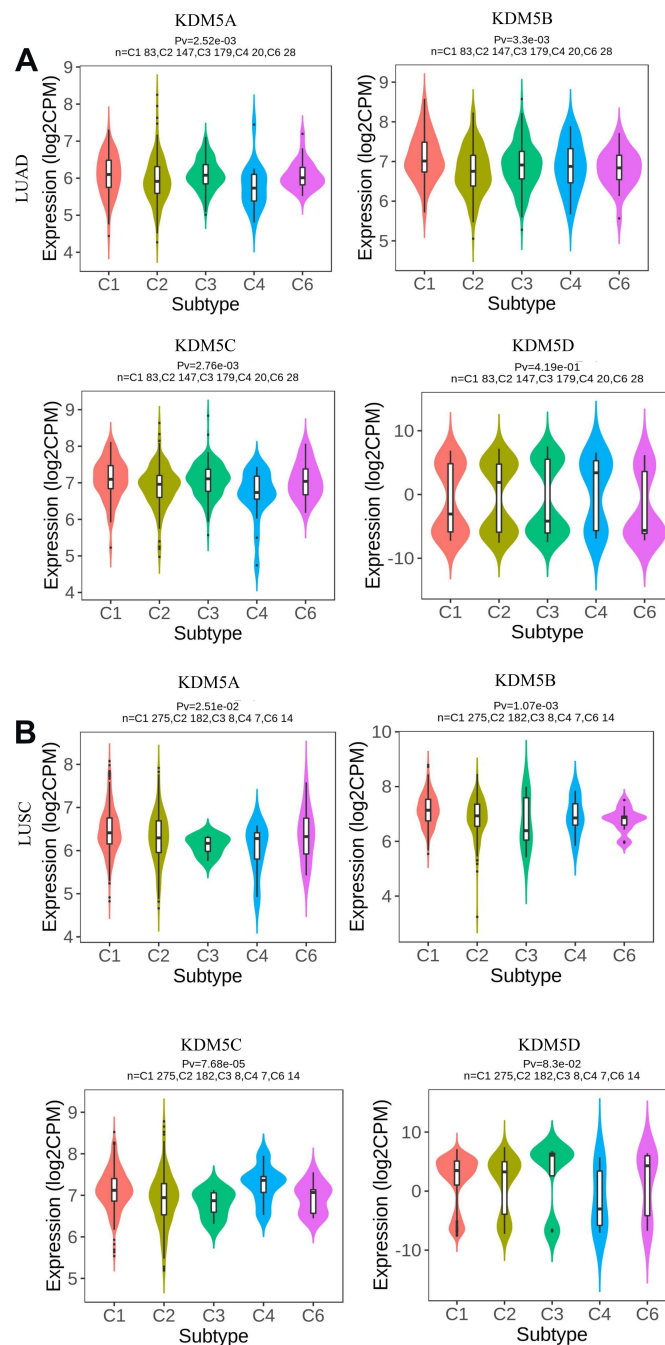 A
LUAD
KDM5A
Pv=2.52e-03
n=C1 83,C2 147,C3 179,C4 20,C6 28
Expression (log2CPM)
9
8
7
6
5
4
C1 C2 C3 C4 C6
Subtype
KDM5B
Pv=3.3e-03
n=C1 83,C2 147,C3 179,C4 20,C6 28
Expression (log2CPM)
9
8
7
6
5
C1 C2 C3 C4 C6
Subtype
KDM5C
Pv=2.76e-03
n=C1 83,C2 147,C3 179,C4 20,C6 28
Expression (log2CPM)
9
8
7
6
5
4
C1 C2 C3 C4 C6
Subtype
KDM5D
Pv=4.19e-01
n=C1 83,C2 147,C3 179,C4 20,C6 28
Expression (log2CPM)
10
0
-10
C1 C2 C3 C4 C6
Subtype
B
LUSC
KDM5A
Pv=2.51e-02
n=C1 275,C2 182,C3 8,C4 7,C6 14
Expression (log2CPM)
8
7
6
5
4
C1 C2 C3 C4 C6
Subtype
KDM5B
Pv=1.07e-03
n=C1 275,C2 182,C3 8,C4 7,C6 14
Expression (log2CPM)
10
8
6
4
C1 C2 C3 C4 C6
Subtype
KDM5C
Pv=7.68e-05
n=C1 275,C2 182,C3 8,C4 7,C6 14
Expression (log2CPM)
9
8
7
6
5
C1 C2 C3 C4 C6
Subtype
KDM5D
Pv=8.3e-02
n=C1 275,C2 182,C3 8,C4 7,C6 14
Expression (log2CPM)
10
0
-10
C1 C2 C3 C4 C6
Subtype